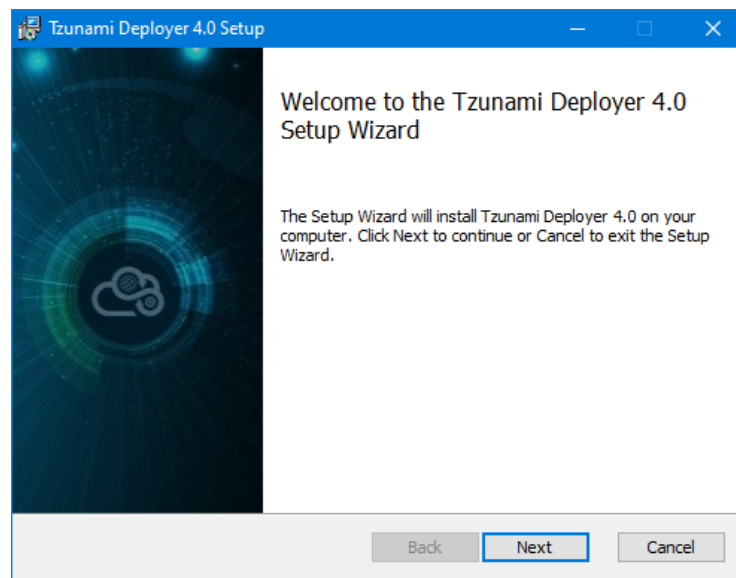 Tzunami Deployer 4.0 Setup
Welcome to the Tzunami Deployer 4.0
Setup Wizard
The Setup Wizard will install Tzunami Deployer 4.0 on your
computer. Click Next to continue or Cancel to exit the Setup
Wizard.
Back Next Cancel